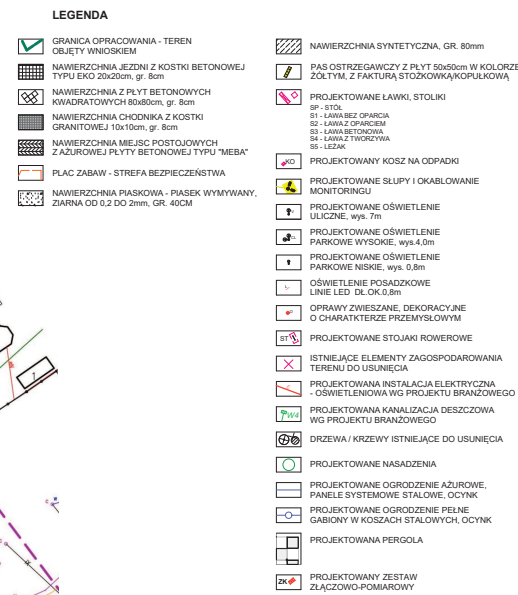 LEGENDA
GRANICA OPRACOWANIA - TEREN
OBJĘTY WNIOSKIEM
NAWIERZCHNIA JEZDNI Z KOSTKI BETONOWEJ
TYPU EKO 20x20cm, gr. 8cm
NAWIERZCHNIA Z PŁYT BETONOWYCH
KWADRATOWYCH 80x80cm, gr. 8cm
NAWIERZCHNIA CHODNIKA Z KOSTKI
GRANITOWEJ 10x10cm, gr. 8cm
NAWIERZCHNIA MIEJSC POSTOJOWYCH
Z AŻUROWEJ PŁYTY BETONOWEJ TYPU "MEBA"
PLAC ZABAW - STREFA BEZPIECZEŃSTWA
NAWIERZCHNIA PIASKOWA - PIASEK WYMYWANY,
ZIARNA OD 0,2 DO 2mm, GR. 40CM
NAWIERZCHNIA SYNTETYCZNA, GR. 80mm
PAS OSTRZEGAWCZY Z PŁYT 50x50cm W KOLORZE
ŻÓŁTYM, Z FAKTURĄ STOŻKOWĄ/KOPUŁKOWĄ
PROJEKTOWANE ŁAWKI, STOLIKI
SP - STÓŁ
S1 - ŁAWA BEZ OPARCIA
S2 - ŁAWA Z OPARCIEM
S3 - ŁAWA BETONOWA
S4 - ŁAWA Z TWORZYWA
S5 - LEŻAK
KO PROJEKTOWANY KOSZ NA ODPADKI
PROJEKTOWANE SŁUPY I OKABLOWANIE
MONITORINGU
PROJEKTOWANE OŚWIETLENIE
ULICZNE, wys. 7m
PROJEKTOWANE OŚWIETLENIE
PARKOWE WYSOKIE, wys.4,0m
PROJEKTOWANE OŚWIETLENIE
PARKOWE NISKIE, wys. 0,8m
OŚWIETLENIE POSADZKOWE
LINIE LED DŁ.OK.0,8m
OPRAWY ZWIESZANE, DEKORACYJNE
O CHARATKTERZE PRZEMYSŁOWYM
ST PROJEKTOWANE STOJAKI ROWEROWE
ISTNIEJĄCE ELEMENTY ZAGOSPODAROWANIA
TERENU DO USUNIĘCIA
PROJEKTOWANA INSTALACJA ELEKTRYCZNA
- OŚWIETLENIOWA WG PROJEKTU BRANŻOWEGO
W4 PROJEKTOWANA KANALIZACJA DESZCZOWA
WG PROJEKTU BRANŻOWEGO
DRZEWA / KRZEWY ISTNIEJĄCE DO USUNIĘCIA
PROJEKTOWANE NASADZENIA
PROJEKTOWANE OGRODZENIE AŻUROWE,
PANELE SYSTEMOWE STALOWE, OCYNK
PROJEKTOWANE OGRODZENIE PEŁNE
GABIONY W KOSZACH STALOWYCH, OCYNK
PROJEKTOWANA PERGOLA
ZK PROJEKTOWANY ZESTAW
ZŁĄCZOWO-POMIAROWY